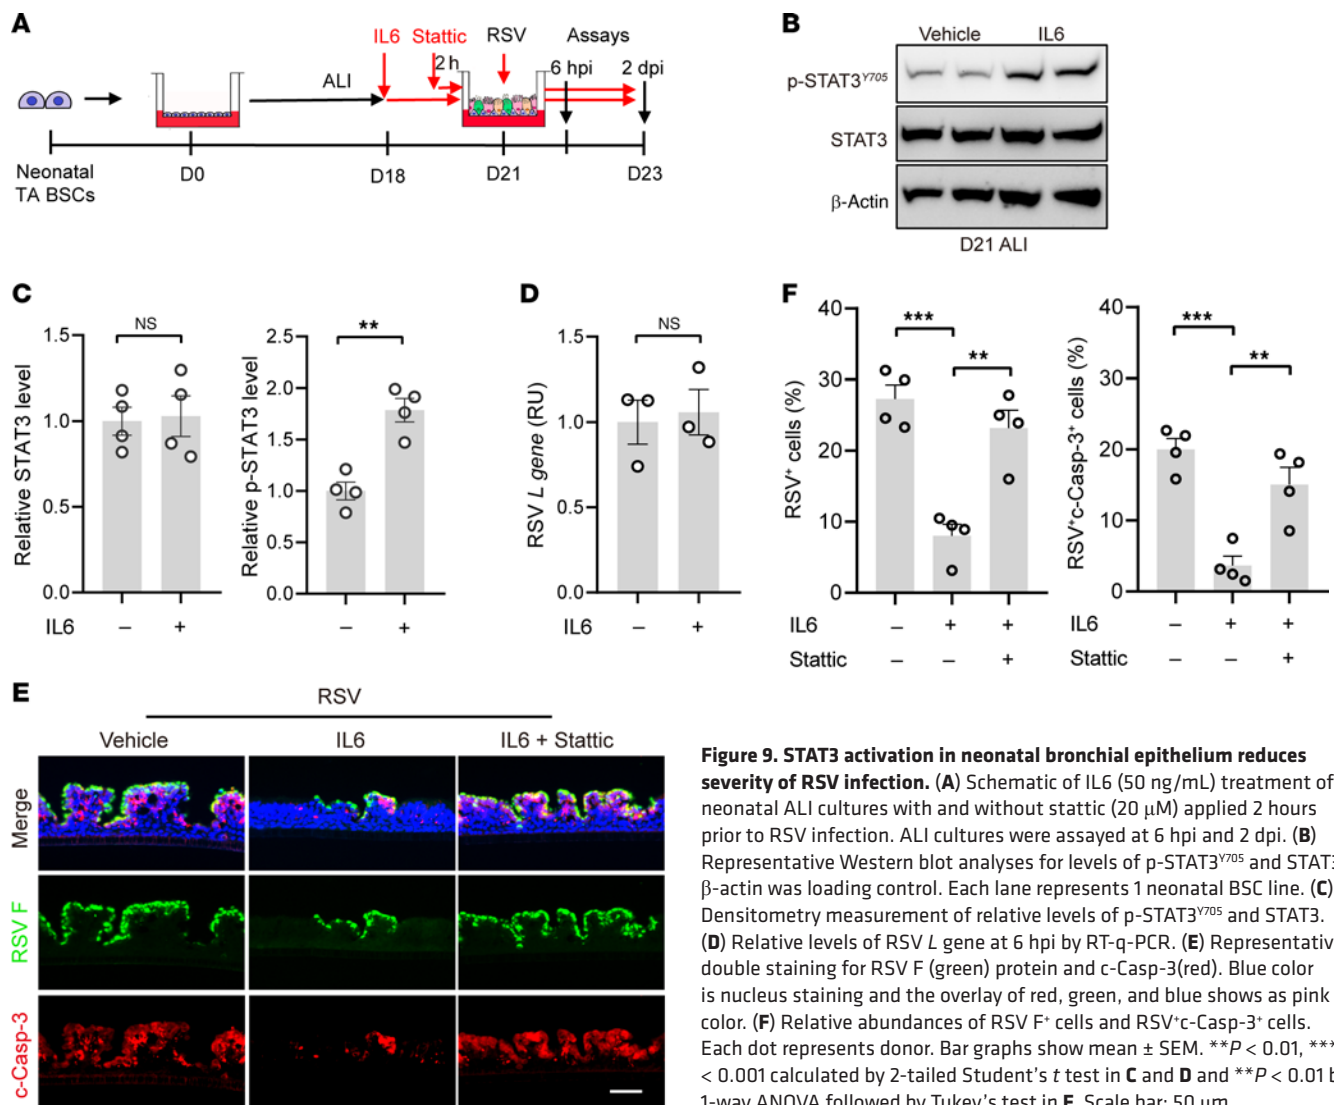 A
IL6 Stattic RSV Assays
2 h
ALI
6 hpi 2 dpi
Neonatal
TA BSCs
D0 D18 D21 D23
B
Vehicle IL6
p-STAT3Y705
STAT3
β-Actin
D21 ALI
C
Relative STAT3 level
1.5
1.0
0.5
0.0
NS
IL6 – +
Relative p-STAT3 level
2.5
2.0
1.5
1.0
0.5
0.0
**
– +
D
RSV L gene (RU)
1.5
1.0
0.5
0.0
NS
IL6 – +
F
RSV+ cells (%)
40
30
20
10
0
***
**
IL6 – + +
Stattic – – +
RSV+c-Casp-3+ cells (%)
40
30
20
10
0
***
**
IL6 – + +
Stattic – – +
E
RSV
Vehicle IL6 IL6 + Stattic
Merge
RSV F
c-Casp-3
Figure 9. STAT3 activation in neonatal bronchial epithelium reduces
severity of RSV infection. (A) Schematic of IL6 (50 ng/mL) treatment of
neonatal ALI cultures with and without stattic (20 μM) applied 2 hours
prior to RSV infection. ALI cultures were assayed at 6 hpi and 2 dpi. (B)
Representative Western blot analyses for levels of p-STAT3Y705 and STAT3
β-actin was loading control. Each lane represents 1 neonatal BSC line. (C)
Densitometry measurement of relative levels of p-STAT3Y705 and STAT3.
(D) Relative levels of RSV L gene at 6 hpi by RT-q-PCR. (E) Representativ
double staining for RSV F (green) protein and c-Casp-3(red). Blue color
is nucleus staining and the overlay of red, green, and blue shows as pink
color. (F) Relative abundances of RSV F+ cells and RSV+c-Casp-3+ cells.
Each dot represents donor. Bar graphs show mean ± SEM. **P < 0.01, ***
< 0.001 calculated by 2-tailed Student's t test in C and D and **P < 0.01 b
1-way ANOVA followed by Tukey's test in F. Scale bar: 50 μm.